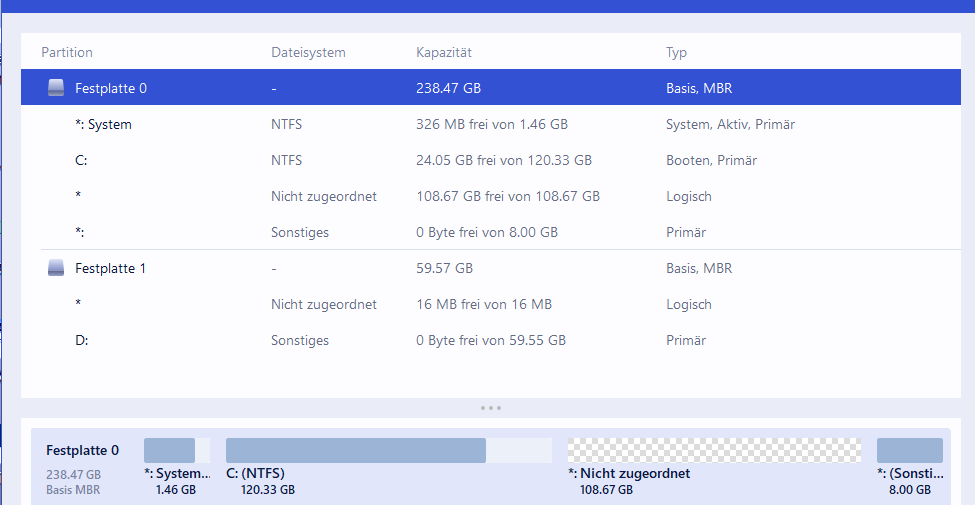 Partition Dateisystem Kapazität Typ
Festplatte 0 - 238.47 GB Basis, MBR
*: System NTFS 326 MB frei von 1.46 GB System, Aktiv, Primär
C: NTFS 24.05 GB frei von 120.33 GB Booten, Primär
* Nicht zugeordnet 108.67 GB frei von 108.67 GB Logisch
*: Sonstiges 0 Byte frei von 8.00 GB Primär
Festplatte 1 - 59.57 GB Basis, MBR
* Nicht zugeordnet 16 MB frei von 16 MB Logisch
D: Sonstiges 0 Byte frei von 59.55 GB Primär
Festplatte 0
238.47 GB
Basis MBR
*: System...
1.46 GB
C: (NTFS)
120.33 GB
*: Nicht zugeordnet
108.67 GB
*: (Sonsti...
8.00 GB